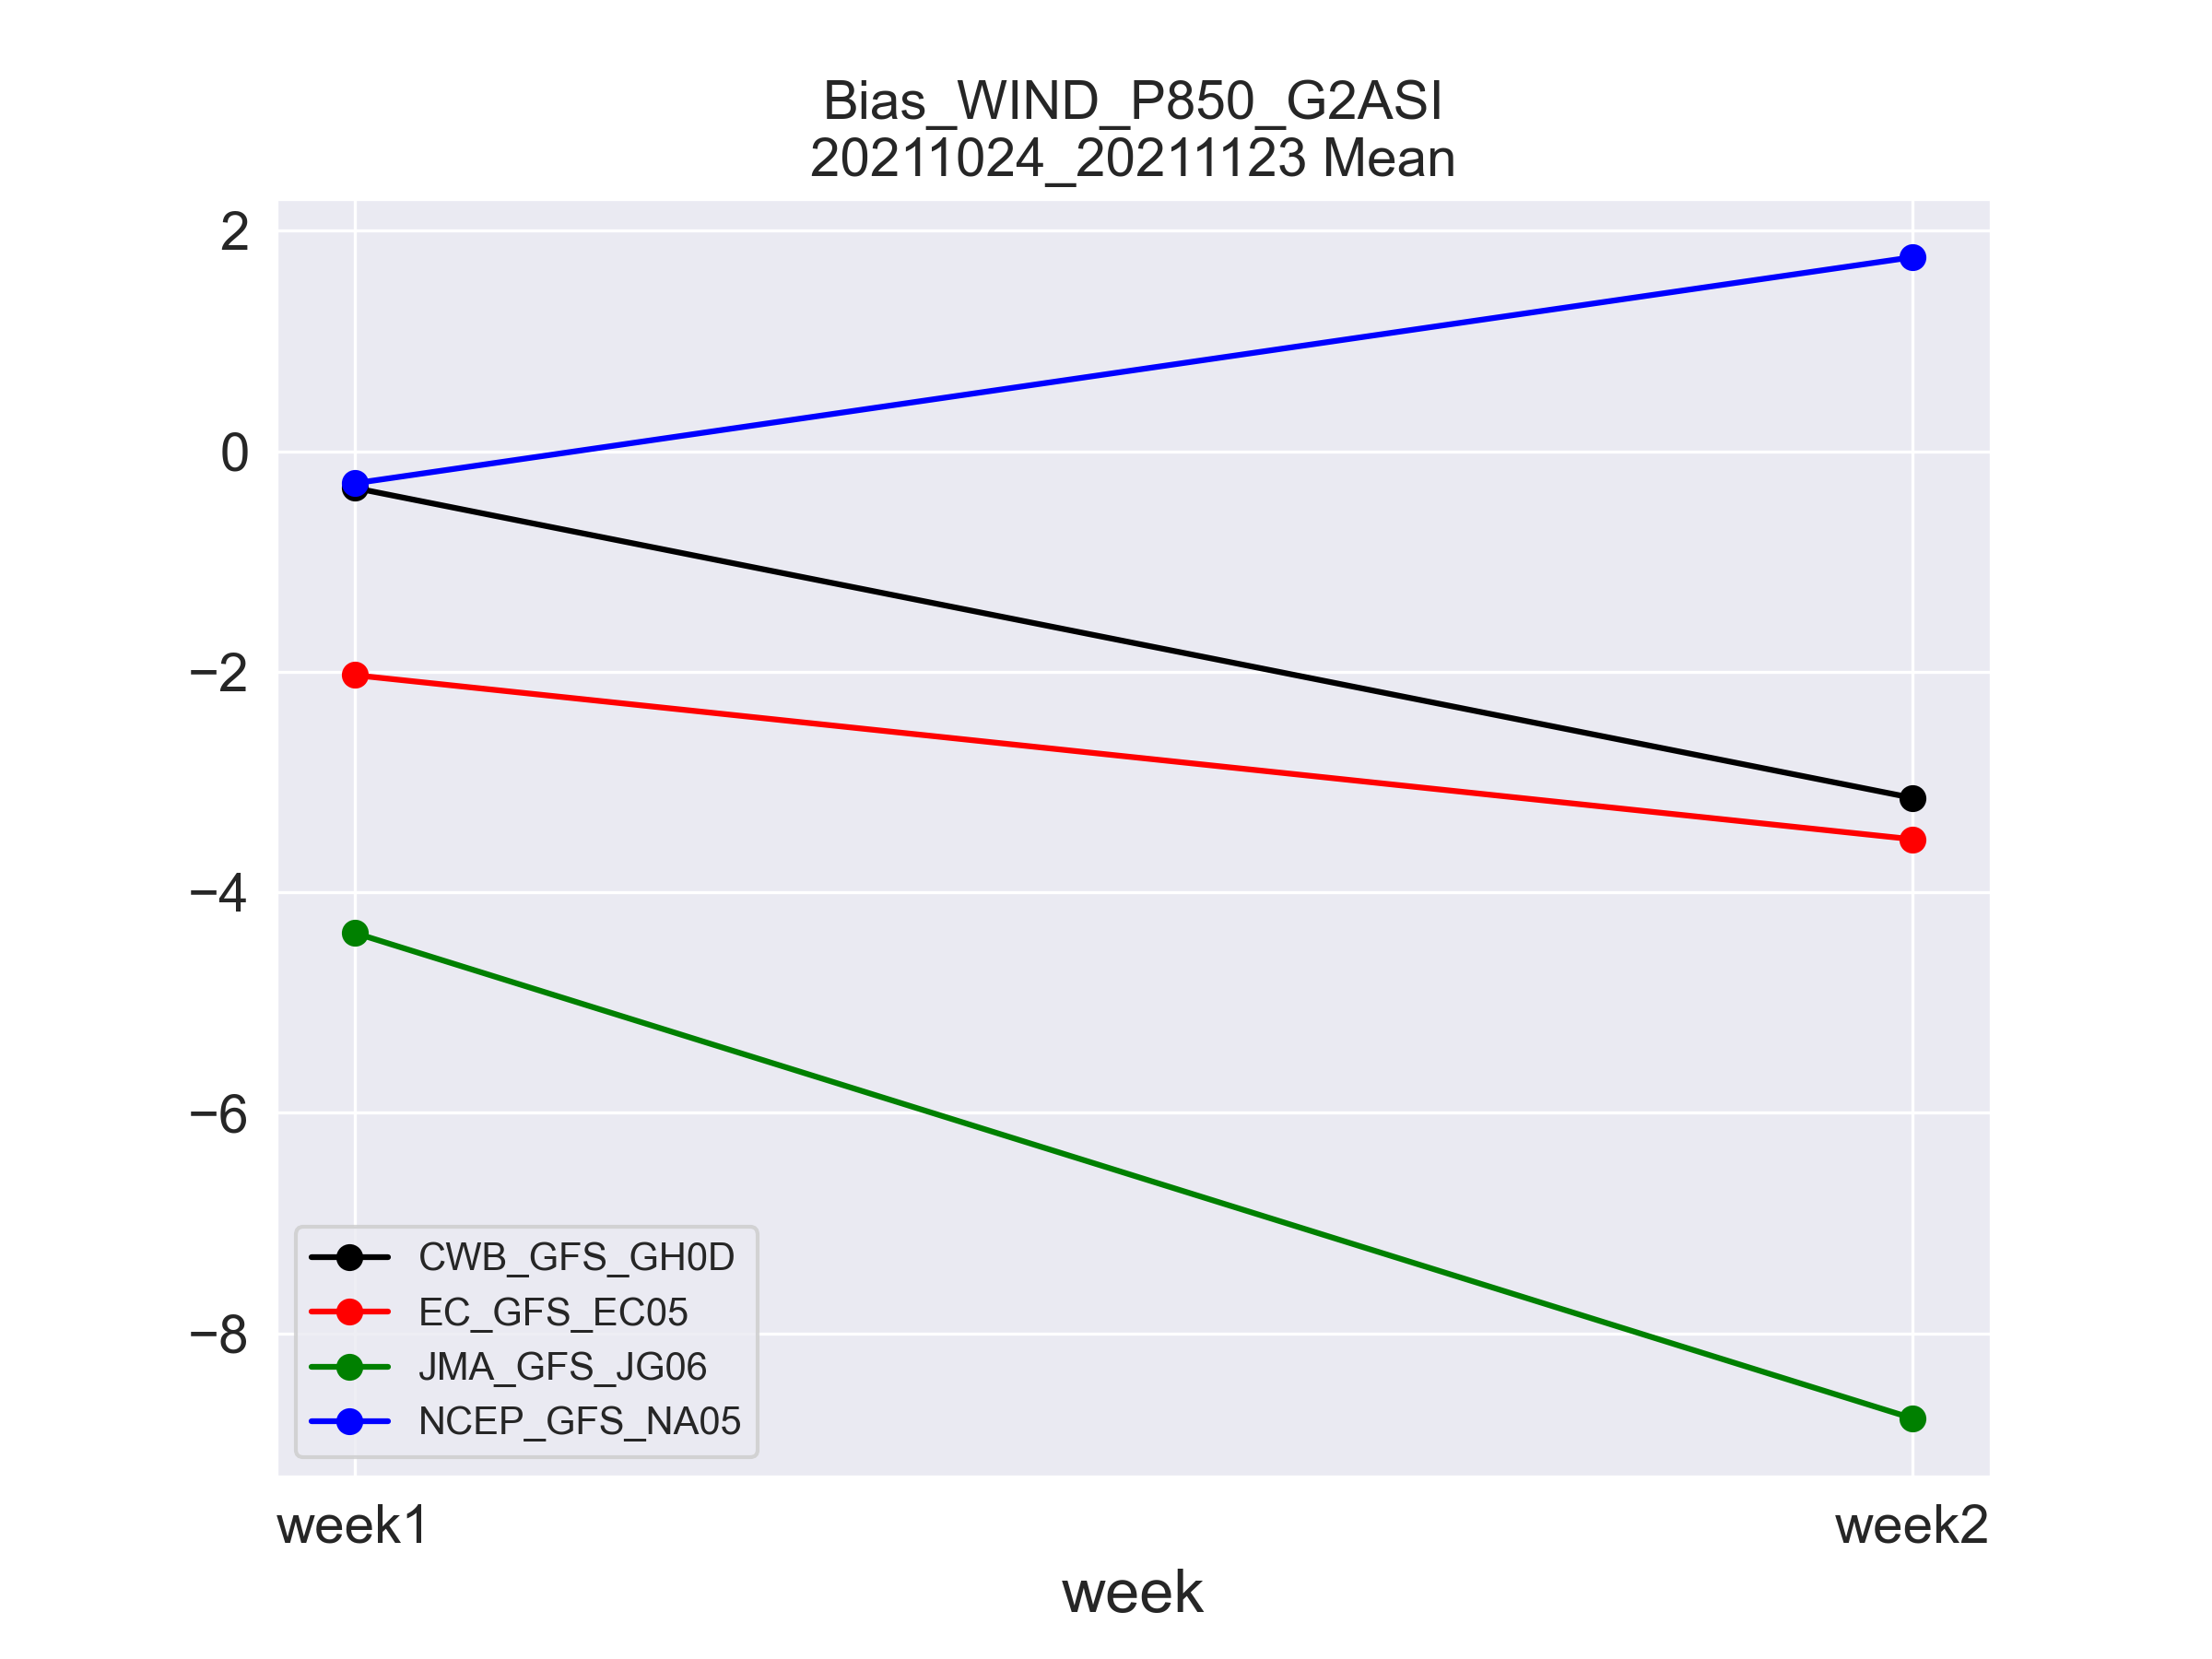 Bias_WIND_P850_G2ASI
20211024_20211123 Mean
2
0
−2
−4
−6
−8
CWB_GFS_GH0D
EC_GFS_EC05
JMA_GFS_JG06
NCEP_GFS_NA05
week1
week2
week